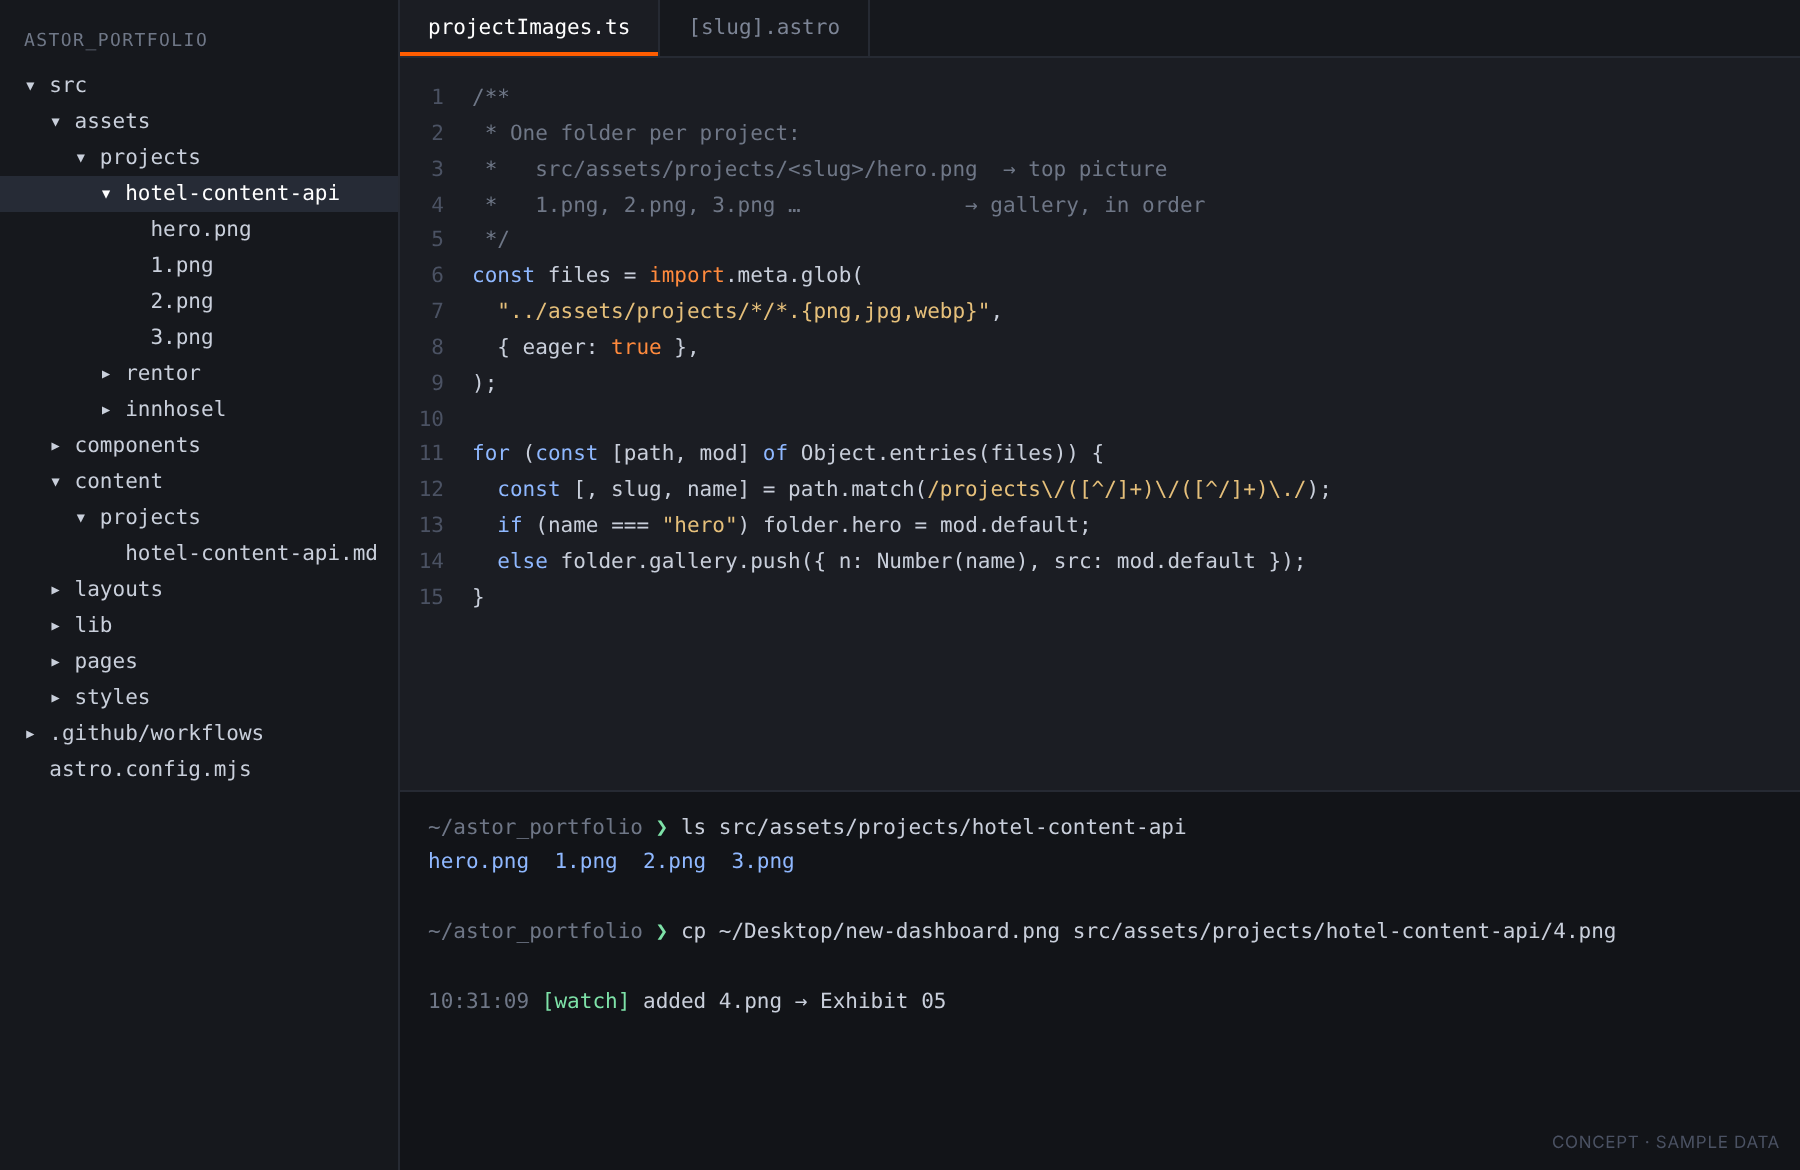 ASTOR_PORTFOLIO
▾ src
▾ assets
▾ projects
▾ hotel-content-api
hero.png
1.png
2.png
3.png
▸ rentor
▸ innhosel
▸ components
▾ content
▾ projects
hotel-content-api.md
▸ layouts
▸ lib
▸ pages
▸ styles
▸ .github/workflows
astro.config.mjs
projectImages.ts [slug].astro
1 /**
2  * One folder per project:
3  *   src/assets/projects/<slug>/hero.png  → top picture
4  *   1.png, 2.png, 3.png …             → gallery, in order
5  */
6 const files = import.meta.glob(
7   "../assets/projects/*/*.{png,jpg,webp}",
8   { eager: true },
9 );
10
11 for (const [path, mod] of Object.entries(files)) {
12   const [, slug, name] = path.match(/projects\/([^/]+)\/([^/]+)\./);
13   if (name === "hero") folder.hero = mod.default;
14   else folder.gallery.push({ n: Number(name), src: mod.default });
15 }
~/astor_portfolio ❯ ls src/assets/projects/hotel-content-api
hero.png  1.png  2.png  3.png
~/astor_portfolio ❯ cp ~/Desktop/new-dashboard.png src/assets/projects/hotel-content-api/4.png
10:31:09 [watch] added 4.png → Exhibit 05
CONCEPT · SAMPLE DATA